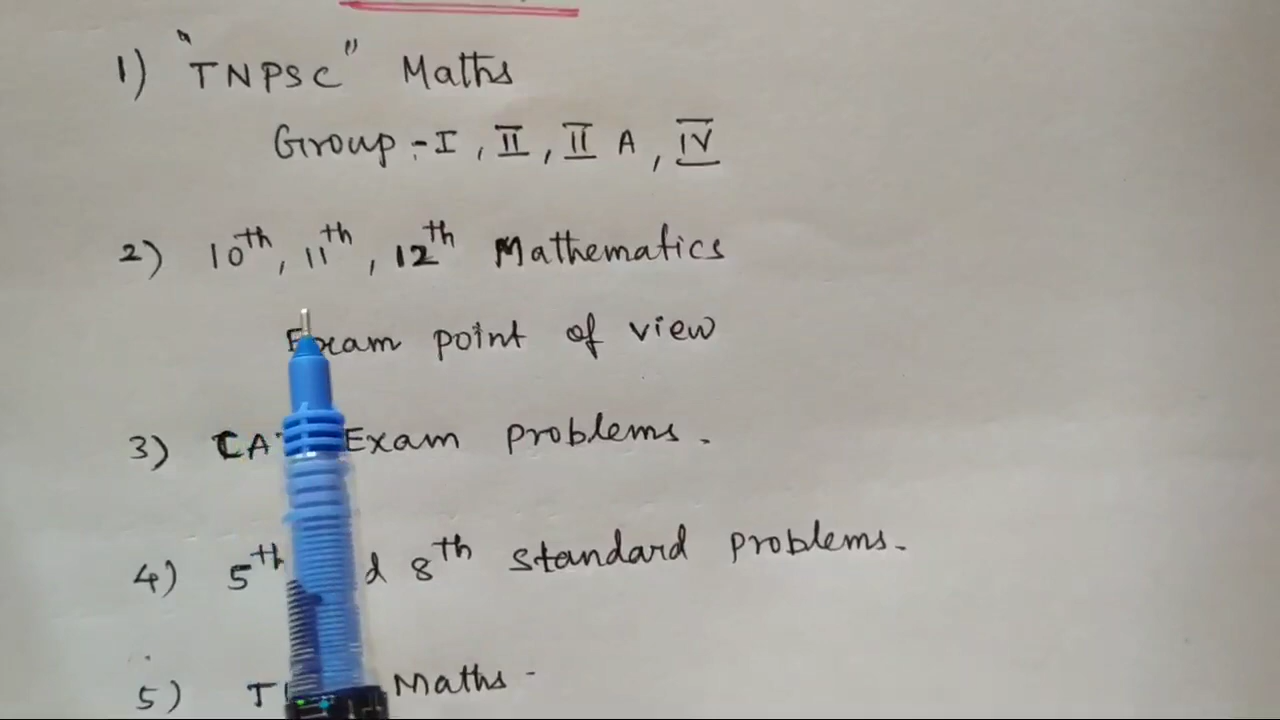 1) "TNPSC" Maths
Group :- I, II, II A, IV
2) 10th, 11th, 12th Mathematics
Exam point of view
3) Exam problems.
4) 5th 8th standard problems.
5) Maths -